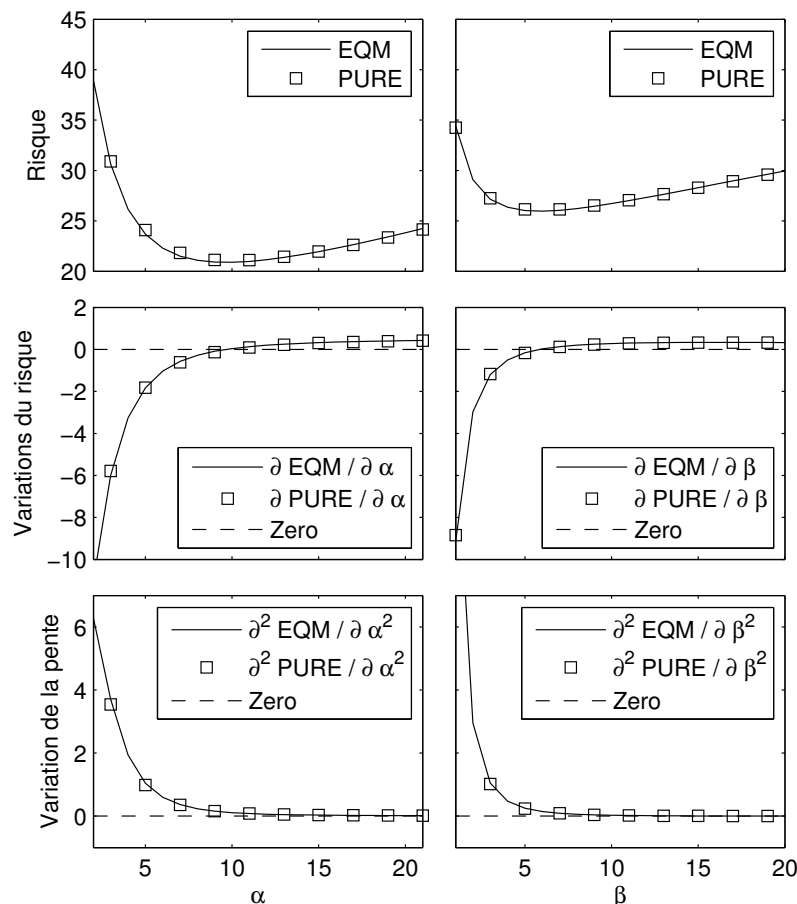 45
40
35
30
25
20
Risque
EQM
PURE
EQM
PURE
2
0
−2
−4
−6
−8
−10
Variations du risque
∂ EQM / ∂ α
∂ PURE / ∂ α
Zero
∂ EQM / ∂ β
∂ PURE / ∂ β
Zero
6
4
2
0
Variation de la pente
∂² EQM / ∂ α²
∂² PURE / ∂ α²
Zero
∂² EQM / ∂ β²
∂² PURE / ∂ β²
Zero
5 10 15 20
α
5 10 15 20
β